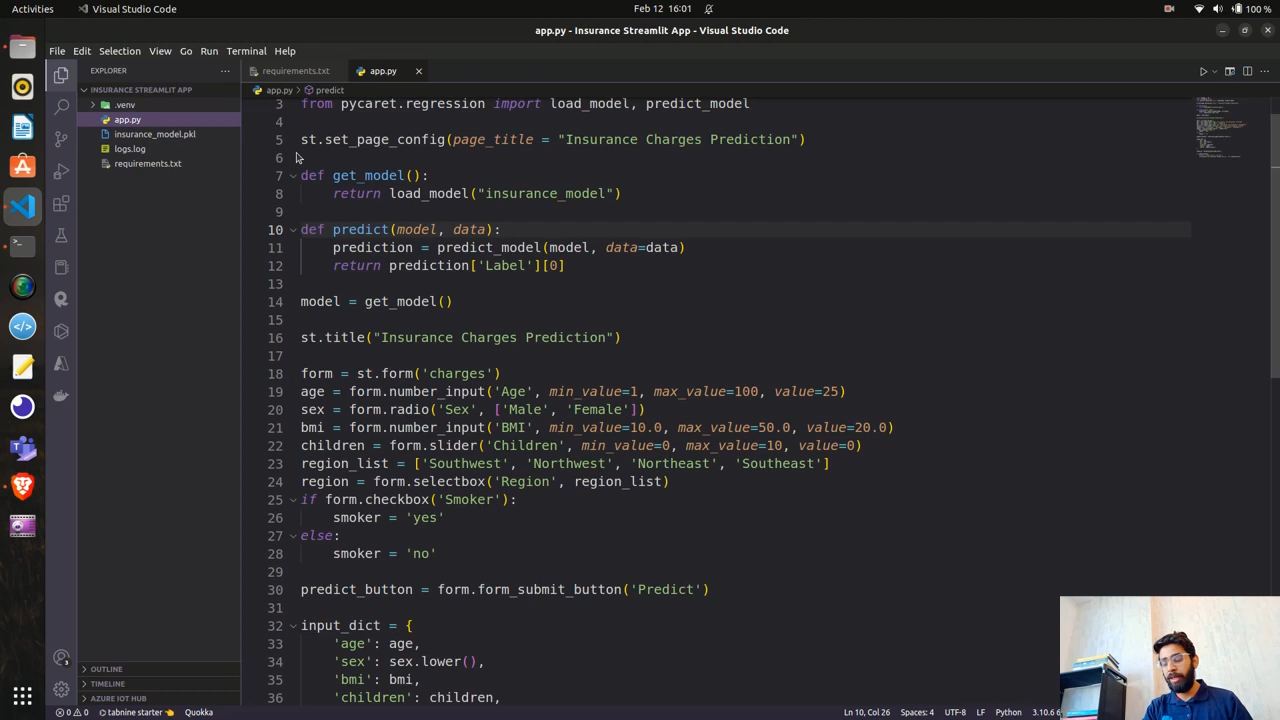 Activities
Visual Studio Code
Feb 12 16:01
100 %
app.py - Insurance Streamlit App - Visual Studio Code
File Edit Selection View Go Run Terminal Help
EXPLORER
requirements.txt
app.py
INSURANCE STREAMLIT APP
app.py > predict
.venv
app.py
insurance_model.pkl
logs.log
requirements.txt
3 from pycaret.regression import load_model, predict_model
4
5 st.set_page_config(page_title = "Insurance Charges Prediction")
6
7 def get_model():
8 return load_model("insurance_model")
9
10 def predict(model, data):
11 prediction = predict_model(model, data=data)
12 return prediction['Label'][0]
13
14 model = get_model()
15
16 st.title("Insurance Charges Prediction")
17
18 form = st.form('charges')
19 age = form.number_input('Age', min_value=1, max_value=100, value=25)
20 sex = form.radio('Sex', ['Male', 'Female'])
21 bmi = form.number_input('BMI', min_value=10.0, max_value=50.0, value=20.0)
22 children = form.slider('Children', min_value=0, max_value=10, value=0)
23 region_list = ['Southwest', 'Northwest', 'Northeast', 'Southeast']
24 region = form.selectbox('Region', region_list)
25 if form.checkbox('Smoker'):
26 smoker = 'yes'
27 else:
28 smoker = 'no'
29
30 predict_button = form.form_submit_button('Predict')
31
32 input_dict = {
33 'age': age,
34 'sex': sex.lower(),
35 'bmi': bmi,
36 'children': children,
OUTLINE
TIMELINE
AZURE IOT HUB
0 0 tabnine starter Quokka
Ln 10, Col 26 Spaces: 4 UTF-8 LF Python